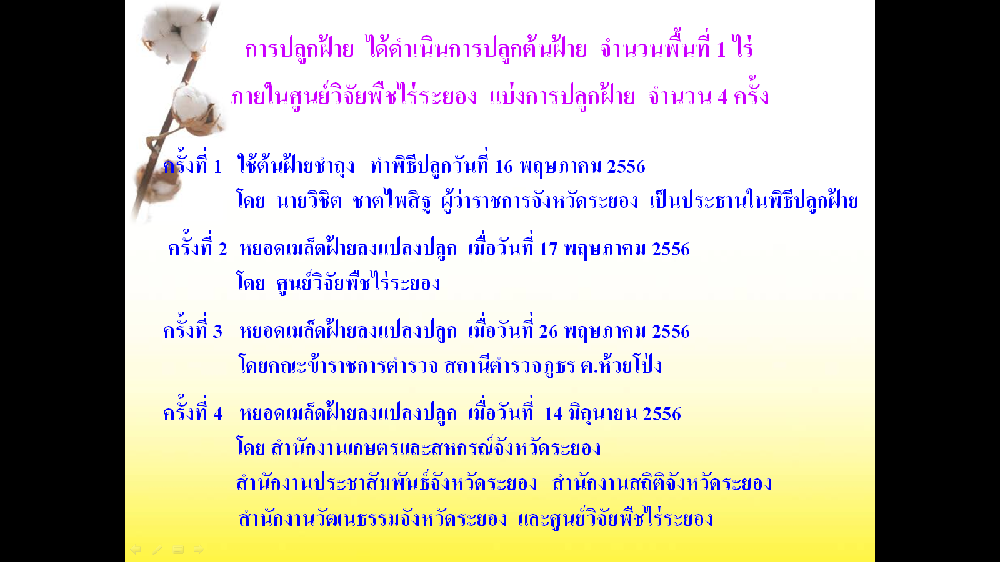 การปลูกฝ้าย ได้ดำเนินการปลูกต้นฝ้าย จำนวนพื้นที่ 1 ไร่
ภายในศูนย์วิจัยพืชไร่ระยอง แบ่งการปลูกฝ้าย จำนวน 4 ครั้ง
ครั้งที่ 1 ใช้ต้นฝ้ายชำถุง ทำพิธีปลูกวันที่ 16 พฤษภาคม 2556
โดย นายวิชิต ชาตไพสิฐ ผู้ว่าราชการจังหวัดระยอง เป็นประธานในพิธีปลูกฝ้าย
ครั้งที่ 2 หยอดเมล็ดฝ้ายลงแปลงปลูก เมื่อวันที่ 17 พฤษภาคม 2556
โดย ศูนย์วิจัยพืชไร่ระยอง
ครั้งที่ 3 หยอดเมล็ดฝ้ายลงแปลงปลูก เมื่อวันที่ 26 พฤษภาคม 2556
โดยคณะข้าราชการตำรวจ สถานีตำรวจภูธร ต.ห้วยโป่ง
ครั้งที่ 4 หยอดเมล็ดฝ้ายลงแปลงปลูก เมื่อวันที่ 14 มิถุนายน 2556
โดย สำนักงานเกษตรและสหกรณ์จังหวัดระยอง
สำนักงานประชาสัมพันธ์จังหวัดระยอง สำนักงานสถิติจังหวัดระยอง
สำนักงานวัฒนธรรมจังหวัดระยอง และศูนย์วิจัยพืชไร่ระยอง